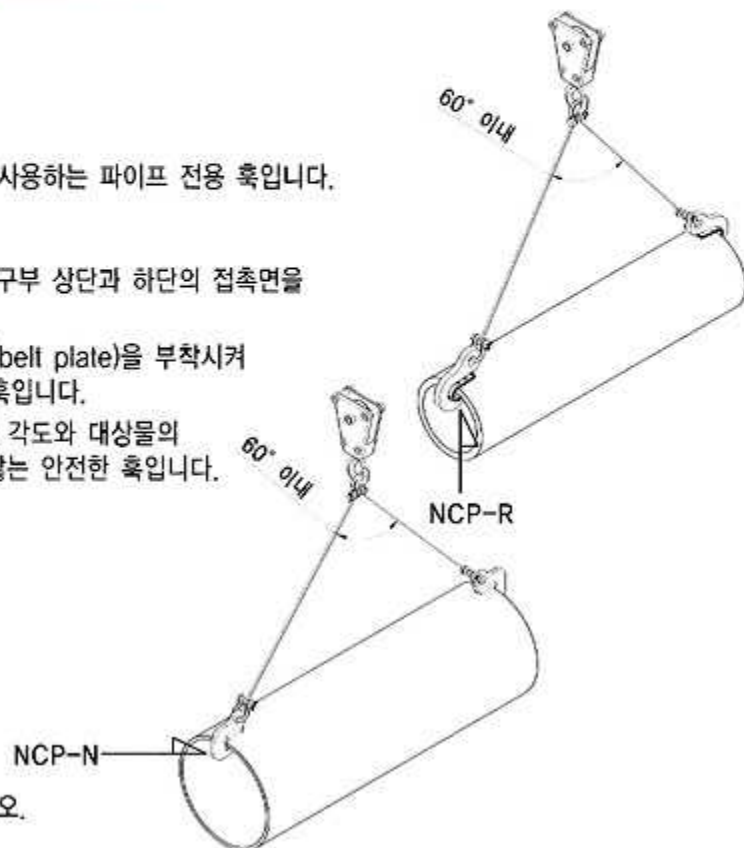 60° 이내
사용하는 파이프 전용 훅입니다.
구부 상단과 하단의 접촉면을
belt plate)을 부착시켜
훅입니다.
각도와 대상물의
않는 안전한 훅입니다.
NCP-R
60° 이내
NCP-N
오.